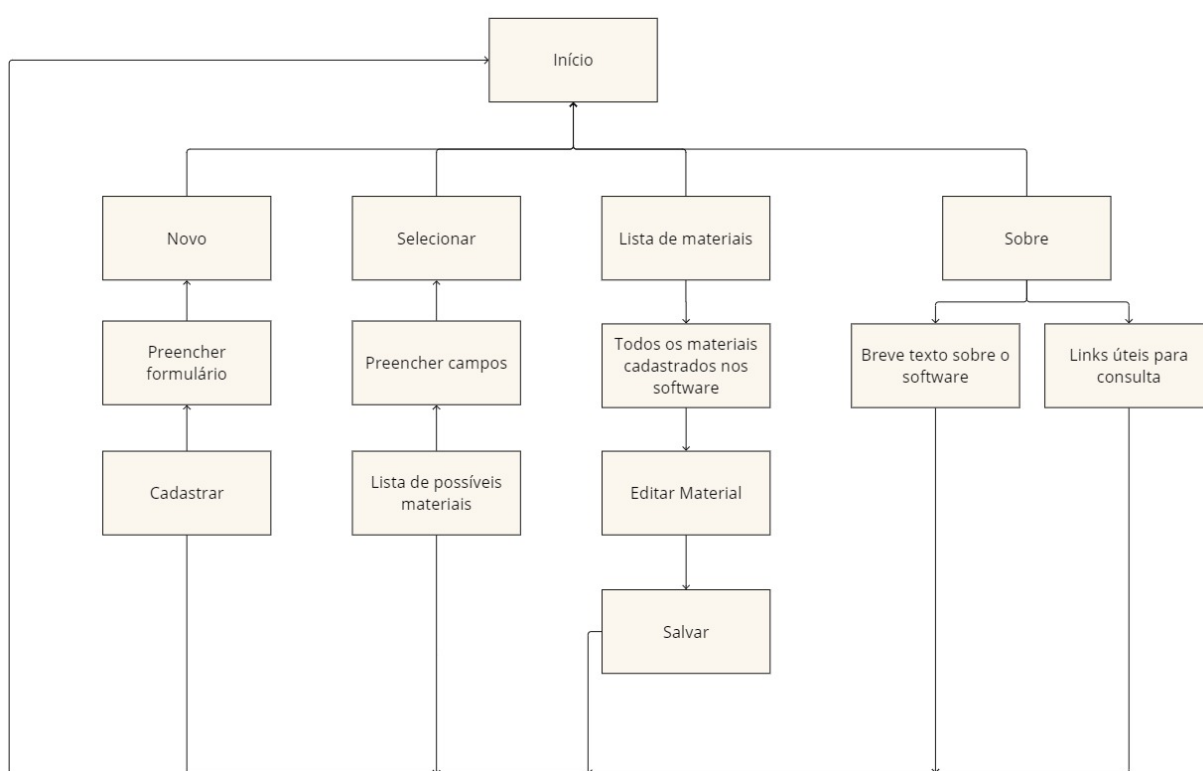 Início
Novo
Selecionar
Lista de materiais
Sobre
Preencher
formulário
Preencher campos
Todos os materiais
cadastrados nos
software
Breve texto sobre o
software
Links úteis para
consulta
Cadastrar
Lista de possíveis
materiais
Editar Material
Salvar